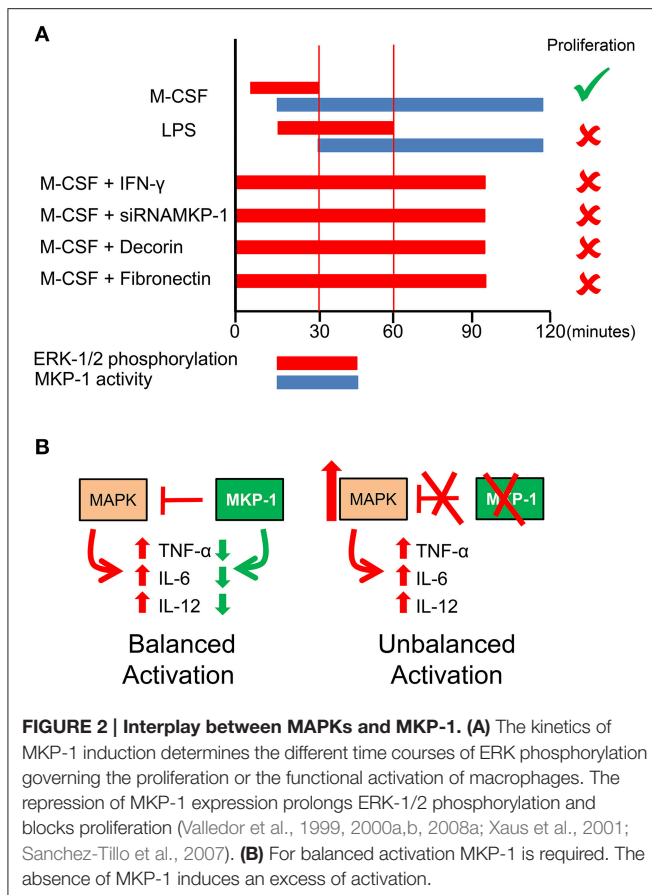 A
Proliferation
M-CSF
LPS
M-CSF + IFN-γ
M-CSF + siRNAMKP-1
M-CSF + Decorin
M-CSF + Fibronectin
0 30 60 90 120 (minutes)
ERK-1/2 phosphorylation
MKP-1 activity
B
MAPK MKP-1 MAPK MKP-1
TNF-α TNF-α
IL-6 IL-6
IL-12 IL-12
Balanced Unbalanced
Activation Activation
FIGURE 2 | Interplay between MAPKs and MKP-1. (A) The kinetics of
MKP-1 induction determines the different time courses of ERK phosphorylation
governing the proliferation or the functional activation of macrophages. The
repression of MKP-1 expression prolongs ERK-1/2 phosphorylation and
blocks proliferation (Valledor et al., 1999, 2000a,b, 2008a; Xaus et al., 2001;
Sanchez-Tillo et al., 2007). (B) For balanced activation MKP-1 is required. The
absence of MKP-1 induces an excess of activation.